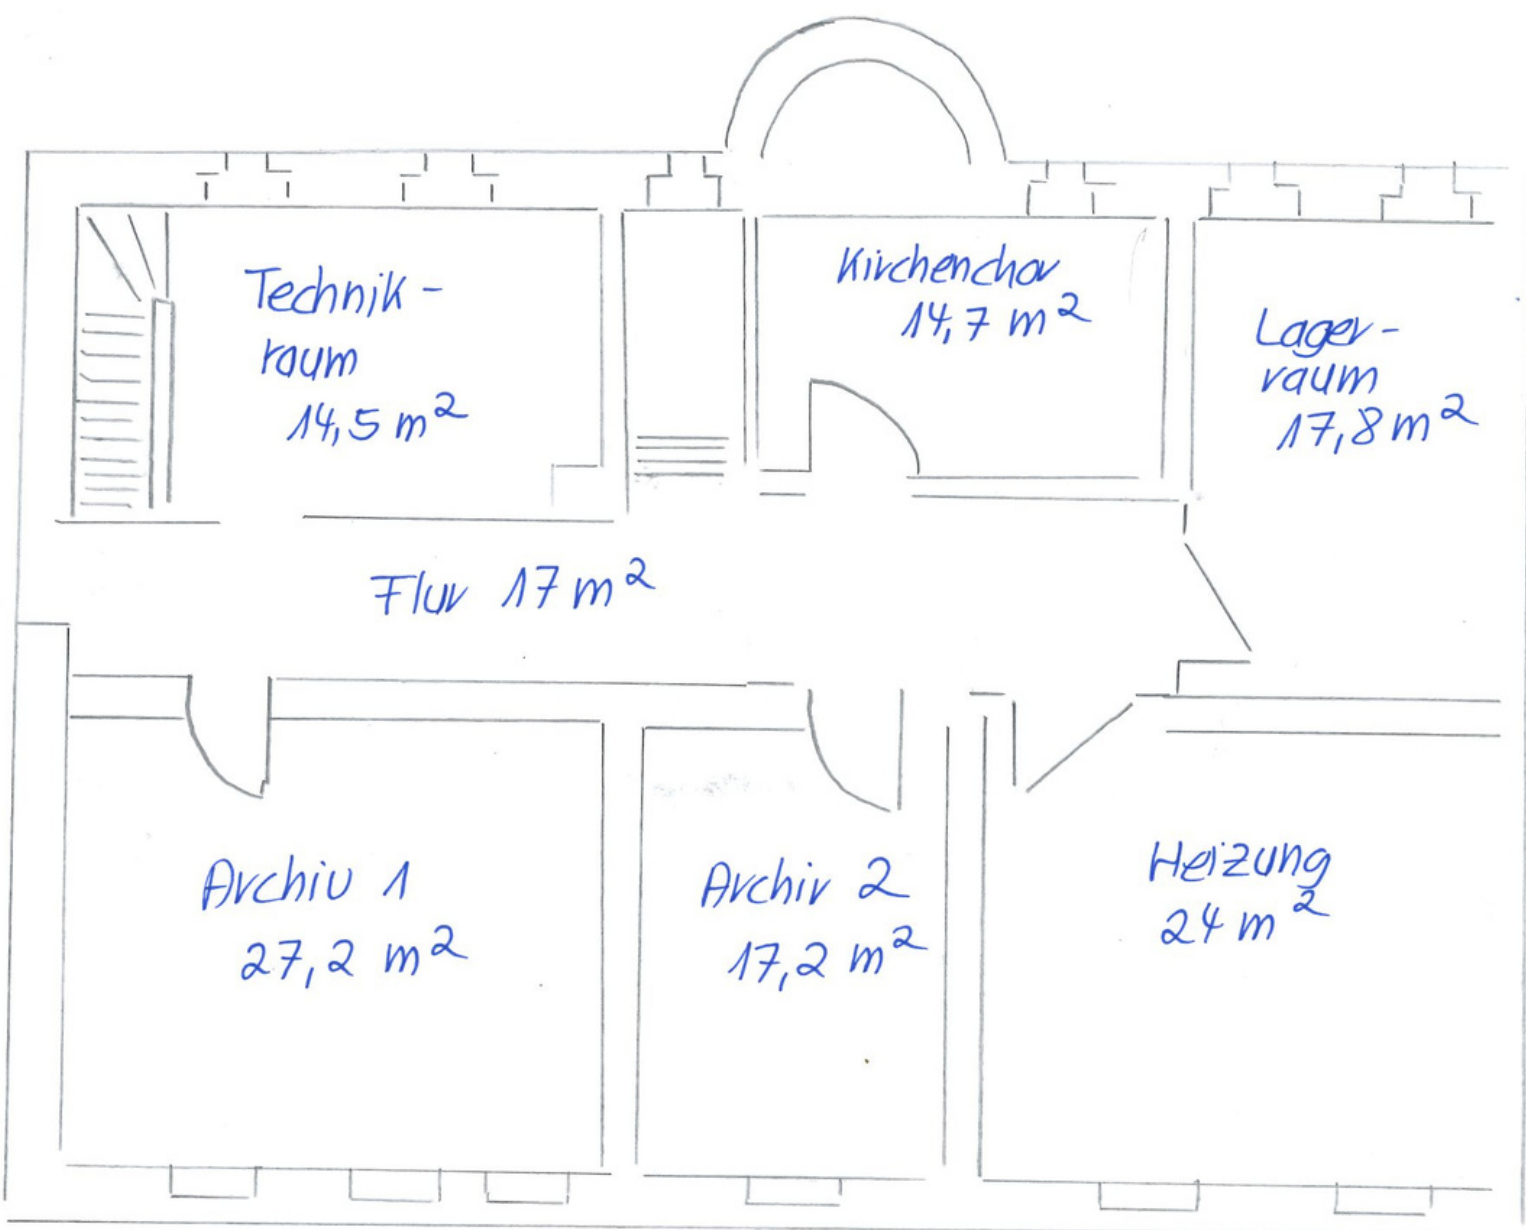 Technik-
raum
14,5 m²
Kirchenchor
14,7 m²
Lager-
raum
17,8 m²
Flur 17 m²
Archiv 1
27,2 m²
Archiv 2
17,2 m²
Heizung
24 m²